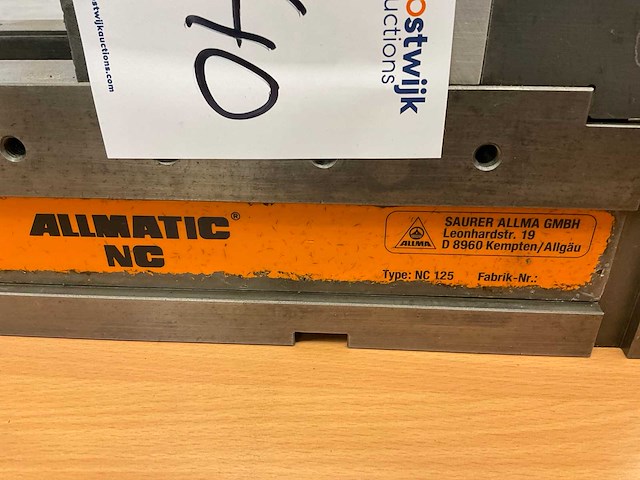 40
ostwijk
uctions
ostwijkauctions.com
ALLMATIC®
NC
ALLMA
SAURER ALLMA GMBH
Leonhardstr. 19
D 8960 Kempten/Allgäu
Type: NC 125 Fabrik-Nr.: